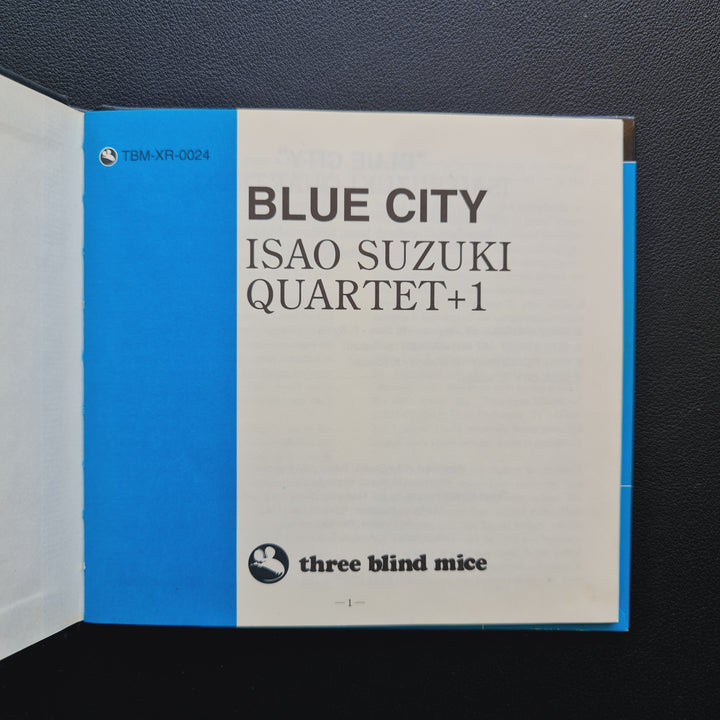 TBM-XR-0024
BLUE CITY
ISAO SUZUKI
QUARTET+1
three blind mice
— 1 —